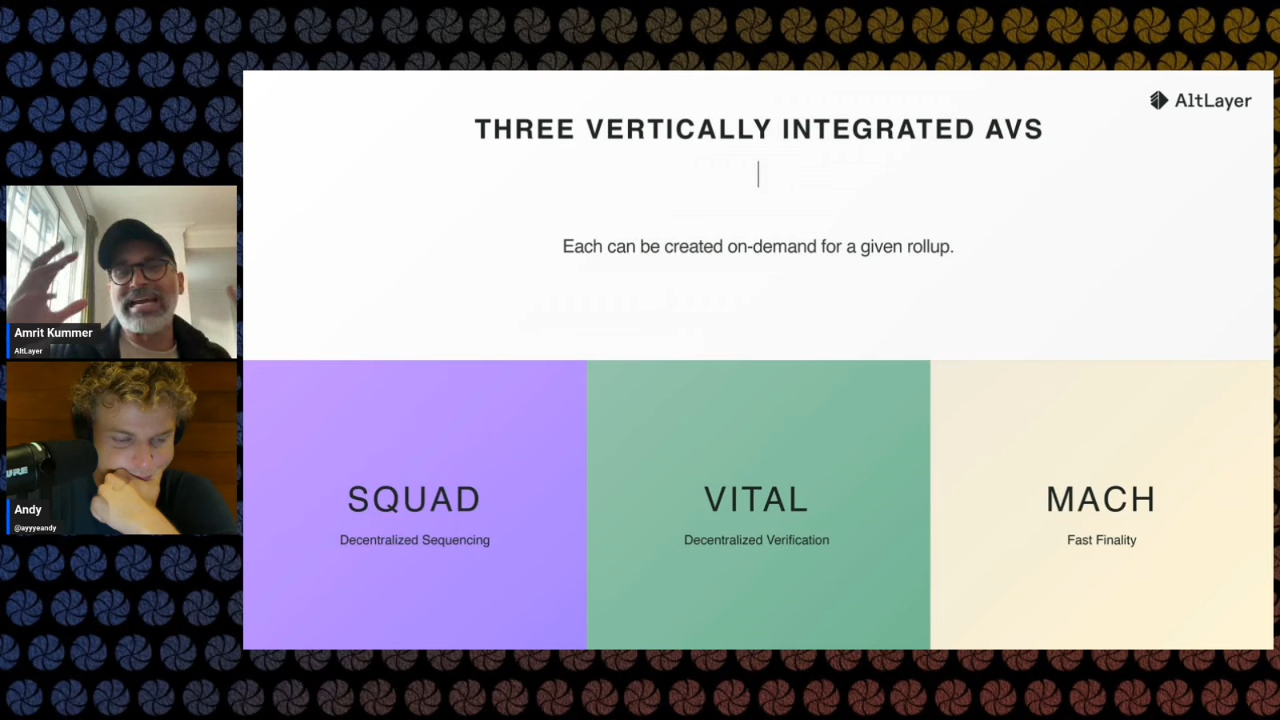 AltLayer
THREE VERTICALLY INTEGRATED AVS
Each can be created on-demand for a given rollup.
SQUAD
Decentralized Sequencing
VITAL
Decentralized Verification
MACH
Fast Finality
Amrit Kummer
AltLayer
URE
Andy
@ayyyeandy